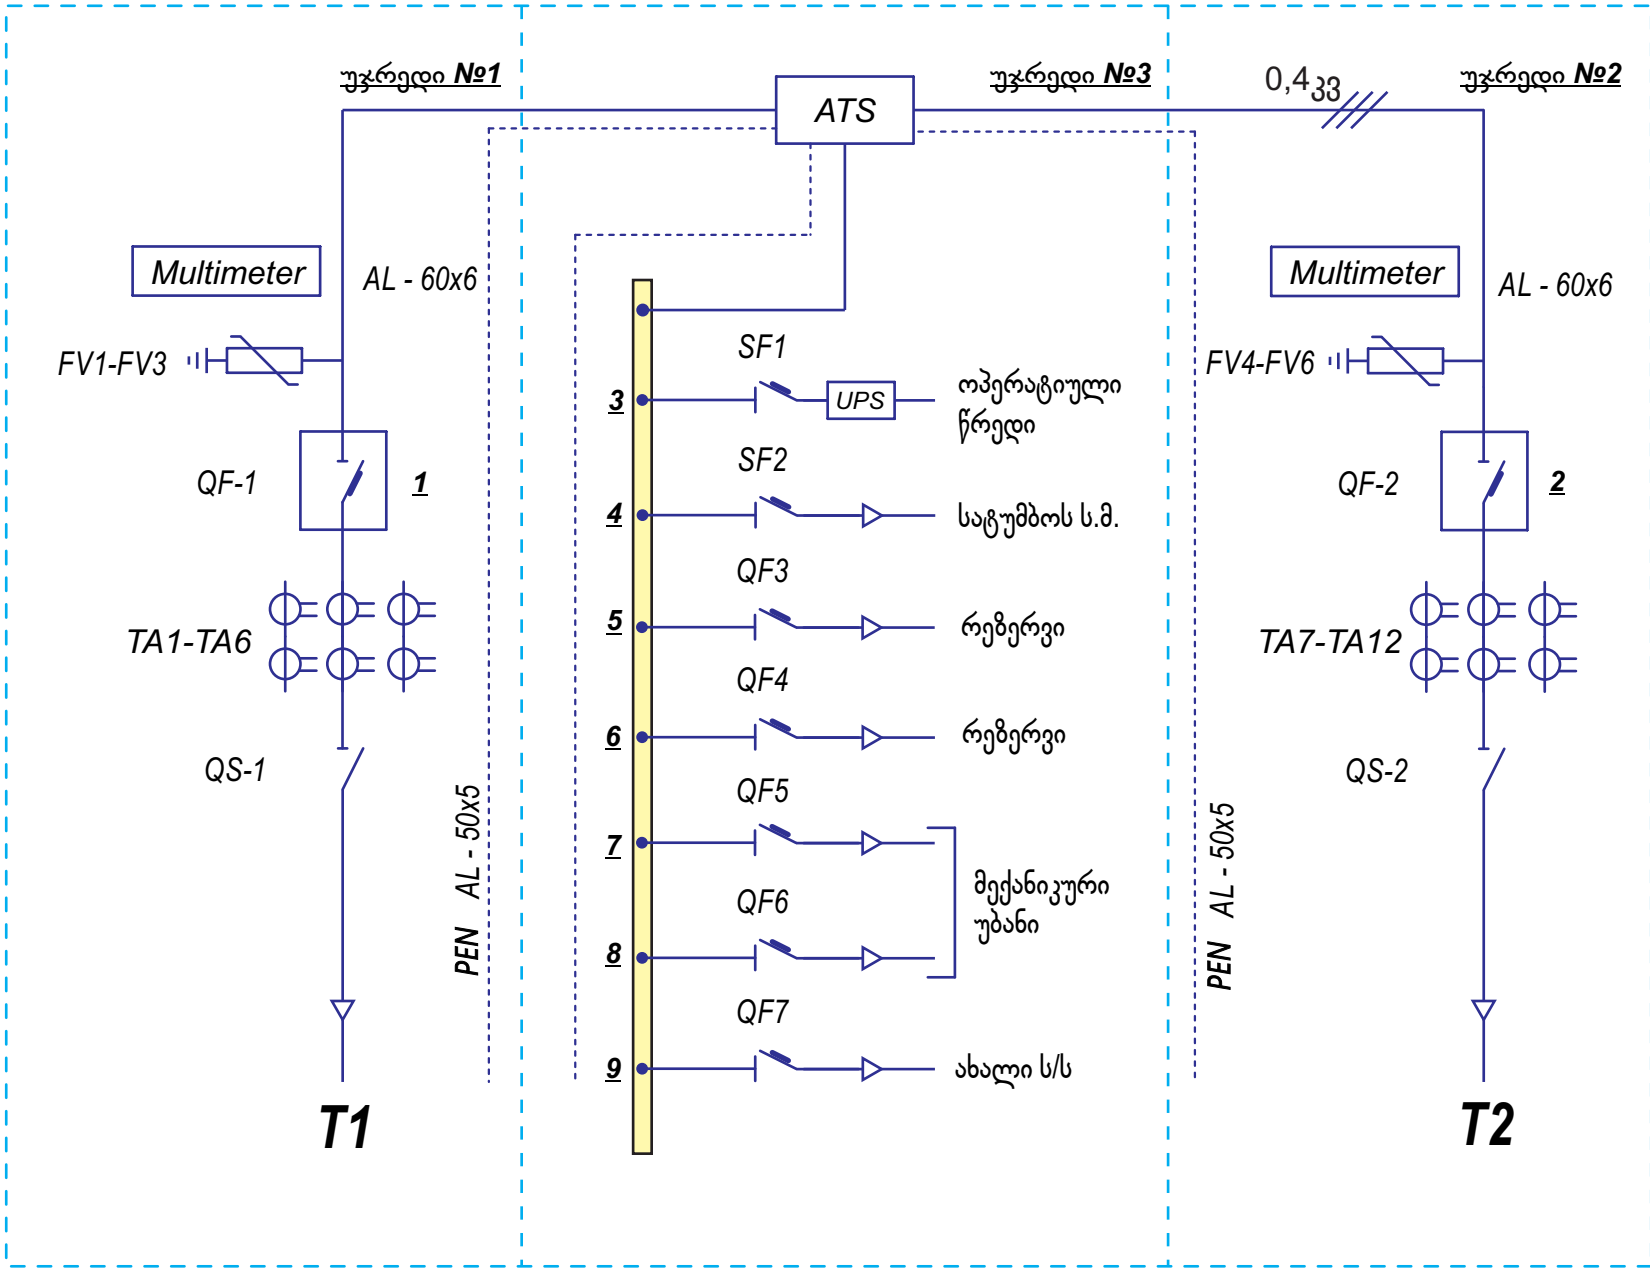 უჯრედი №1
უჯრედი №3
უჯრედი №2
0,4კვ
ATS
Multimeter
AL - 60x6
FV1-FV3
QF-1
1
TA1-TA6
QS-1
PEN AL - 50x5
T1
SF1
3
UPS
ოპერატიული
წრედი
SF2
4
სატუმბოს ს.მ.
QF3
5
რეზერვი
QF4
6
რეზერვი
QF5
7
მექანიკური
უბანი
QF6
8
QF7
9
ახალი ს/ს
Multimeter
AL - 60x6
FV4-FV6
QF-2
2
TA7-TA12
QS-2
PEN AL - 50x5
T2